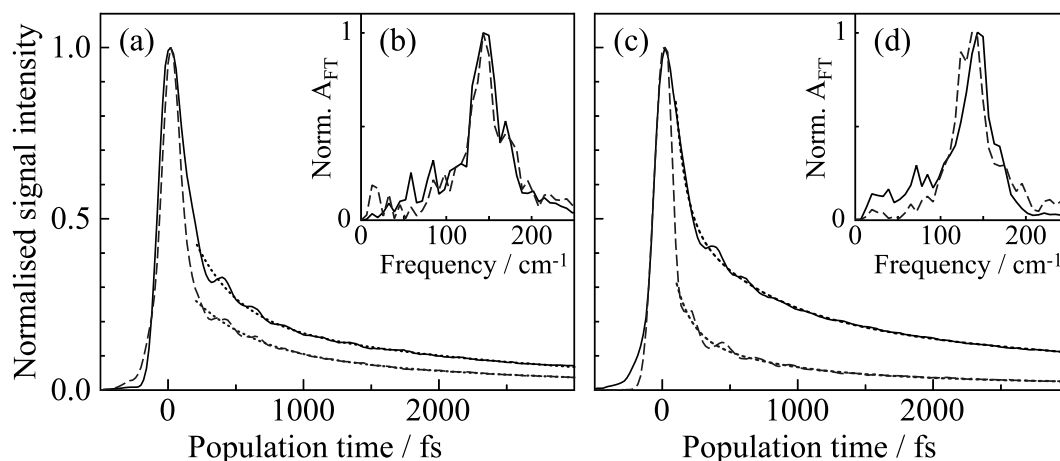 (a)
(b)
(c)
(d)
Normalised signal intensity
1.0
0.5
0.0
0
1000
2000
Population time / fs
Norm. A_FT
1
0
0
100
200
Frequency / cm⁻¹
0
1000
2000
Population time / fs
Norm. A_FT
1
0
0
100
200
Frequency / cm⁻¹